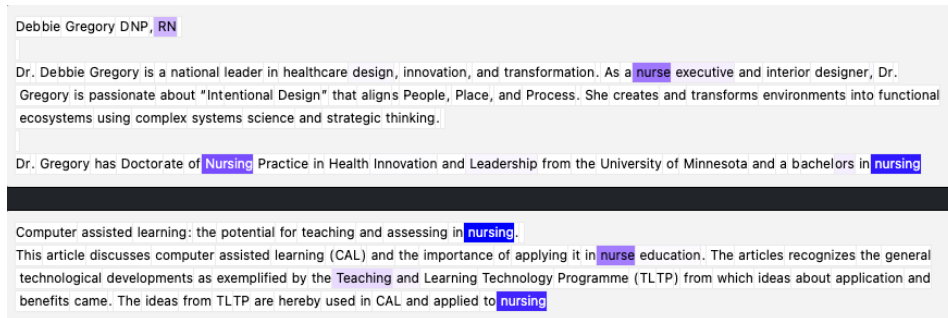 Debbie Gregory DNP, RN
Dr. Debbie Gregory is a national leader in healthcare design, innovation, and transformation. As a nurse executive and interior designer, Dr.
Gregory is passionate about "Intentional Design" that aligns People, Place, and Process. She creates and transforms environments into functional
ecosystems using complex systems science and strategic thinking.
Dr. Gregory has Doctorate of Nursing Practice in Health Innovation and Leadership from the University of Minnesota and a bachelors in nursing
Computer assisted learning: the potential for teaching and assessing in nursing.
This article discusses computer assisted learning (CAL) and the importance of applying it in nurse education. The articles recognizes the general
technological developments as exemplified by the Teaching and Learning Technology Programme (TLTP) from which ideas about application and
benefits came. The ideas from TLTP are hereby used in CAL and applied to nursing